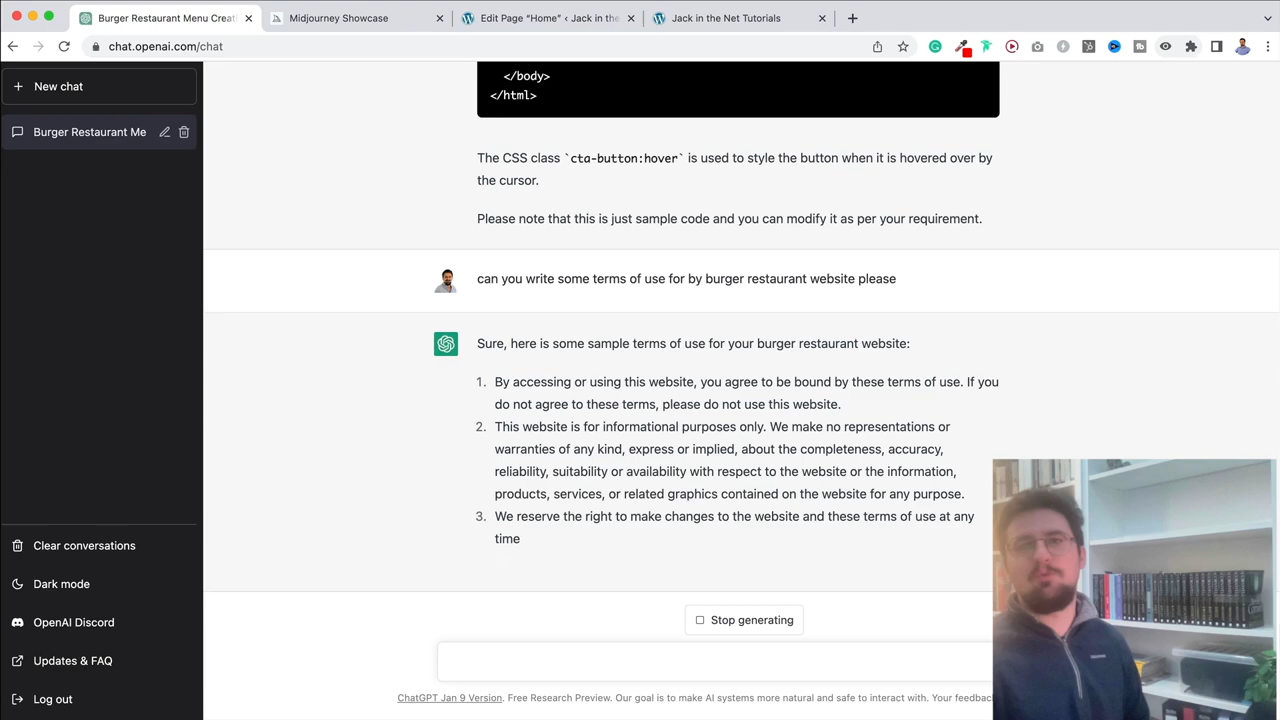 Burger Restaurant Menu Creati
Midjourney Showcase
Edit Page “Home” ‹ Jack in the
Jack in the Net Tutorials
chat.openai.com/chat
New chat
Burger Restaurant Me
</body>
</html>
The CSS class `cta-button:hover` is used to style the button when it is hovered over by
the cursor.
Please note that this is just sample code and you can modify it as per your requirement.
can you write some terms of use for by burger restaurant website please
Sure, here is some sample terms of use for your burger restaurant website:
1. By accessing or using this website, you agree to be bound by these terms of use. If you
do not agree to these terms, please do not use this website.
2. This website is for informational purposes only. We make no representations or
warranties of any kind, express or implied, about the completeness, accuracy,
reliability, suitability or availability with respect to the website or the information,
products, services, or related graphics contained on the website for any purpose.
3. We reserve the right to make changes to the website and these terms of use at any
time
Clear conversations
Dark mode
OpenAI Discord
Updates & FAQ
Log out
Stop generating
ChatGPT Jan 9 Version. Free Research Preview. Our goal is to make AI systems more natural and safe to interact with. Your feedbac